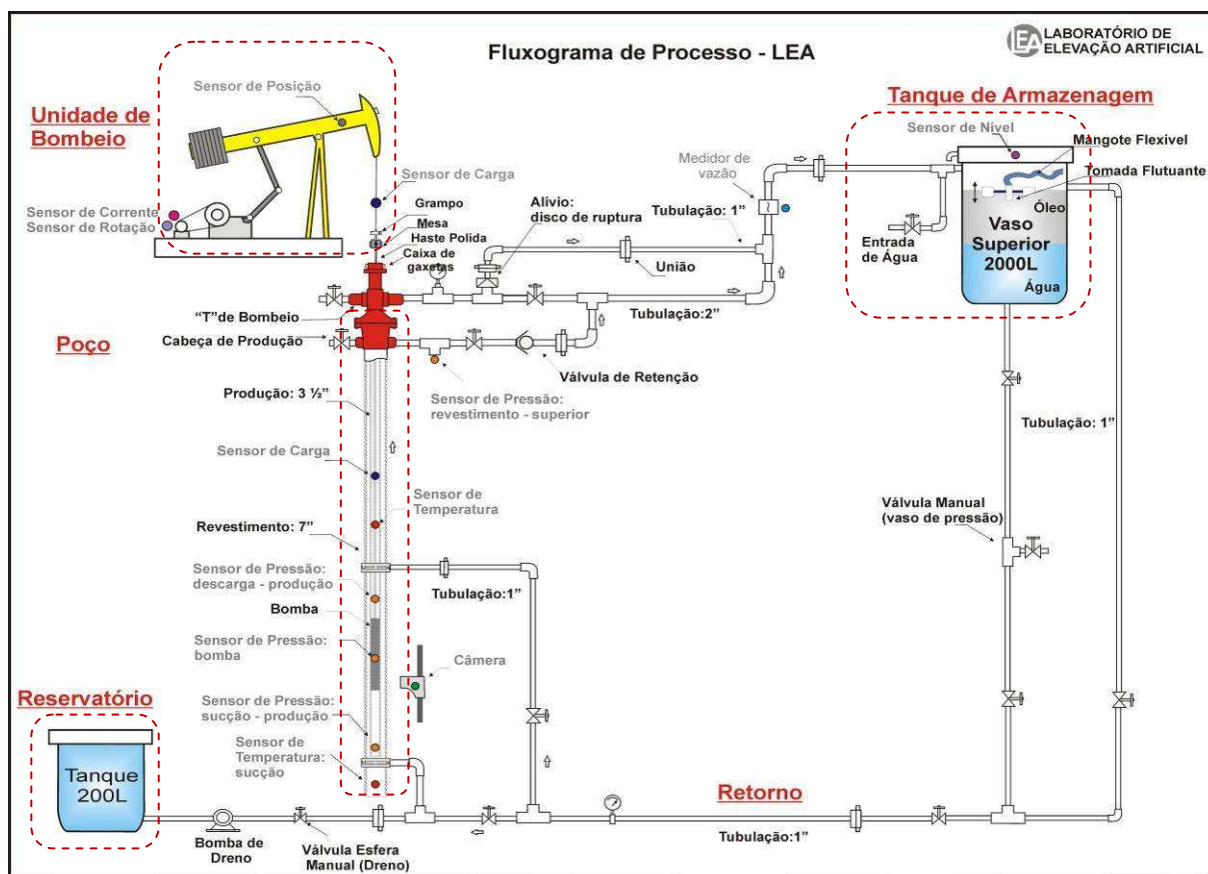 Fluxograma de Processo - LEA
LEA
LABORATÓRIO DE
ELEVAÇÃO ARTIFICIAL
Unidade de
Bombeio
Sensor de Posição
Sensor de Corrente
Sensor de Rotação
Sensor de Carga
Grampo
Mesa
Haste Polida
Caixa de
gaxetas
Alívio:
disco de ruptura
Tubulação: 1”
União
Medidor de
vazão
Tanque de Armazenagem
Sensor de Nível
Mangote Flexível
Tomada Flutuante
Óleo
Vaso
Superior
2000L
Água
Entrada
de Água
“T”de Bombeio
Tubulação:2”
Poço
Cabeça de Produção
Válvula de Retenção
Sensor de Pressão:
revestimento - superior
Produção: 3 ½”
Sensor de Carga
Sensor de
Temperatura
Revestimento: 7”
Sensor de Pressão:
descarga - produção
Tubulação:1”
Bomba
Sensor de Pressão:
bomba
Câmera
Sensor de Pressão:
sucção - produção
Sensor de
Temperatura:
sucção
Tubulação: 1”
Válvula Manual
(vaso de pressão)
Reservatório
Tanque
200L
Bomba de
Dreno
Válvula Esfera
Manual (Dreno)
Retorno
Tubulação:1”